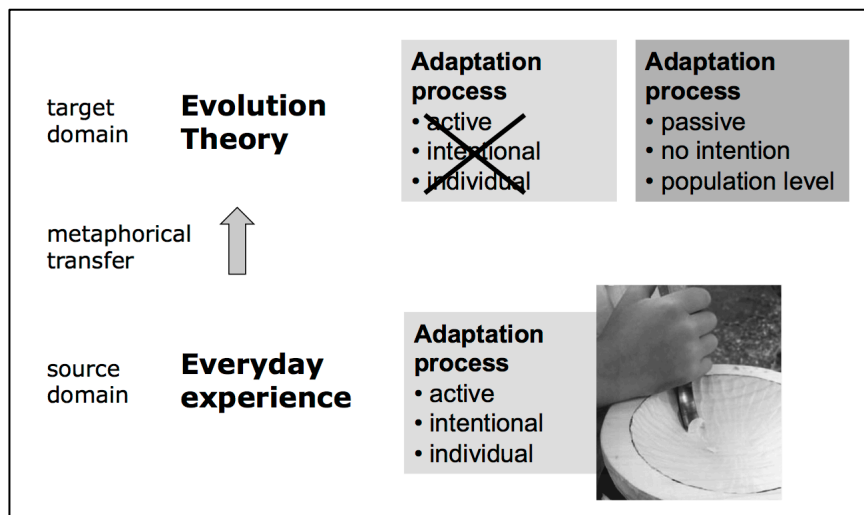 target
domain
Evolution
Theory
Adaptation
process
• active
• intentional
• individual
Adaptation
process
• passive
• no intention
• population level
metaphorical
transfer
source
domain
Everyday
experience
Adaptation
process
• active
• intentional
• individual